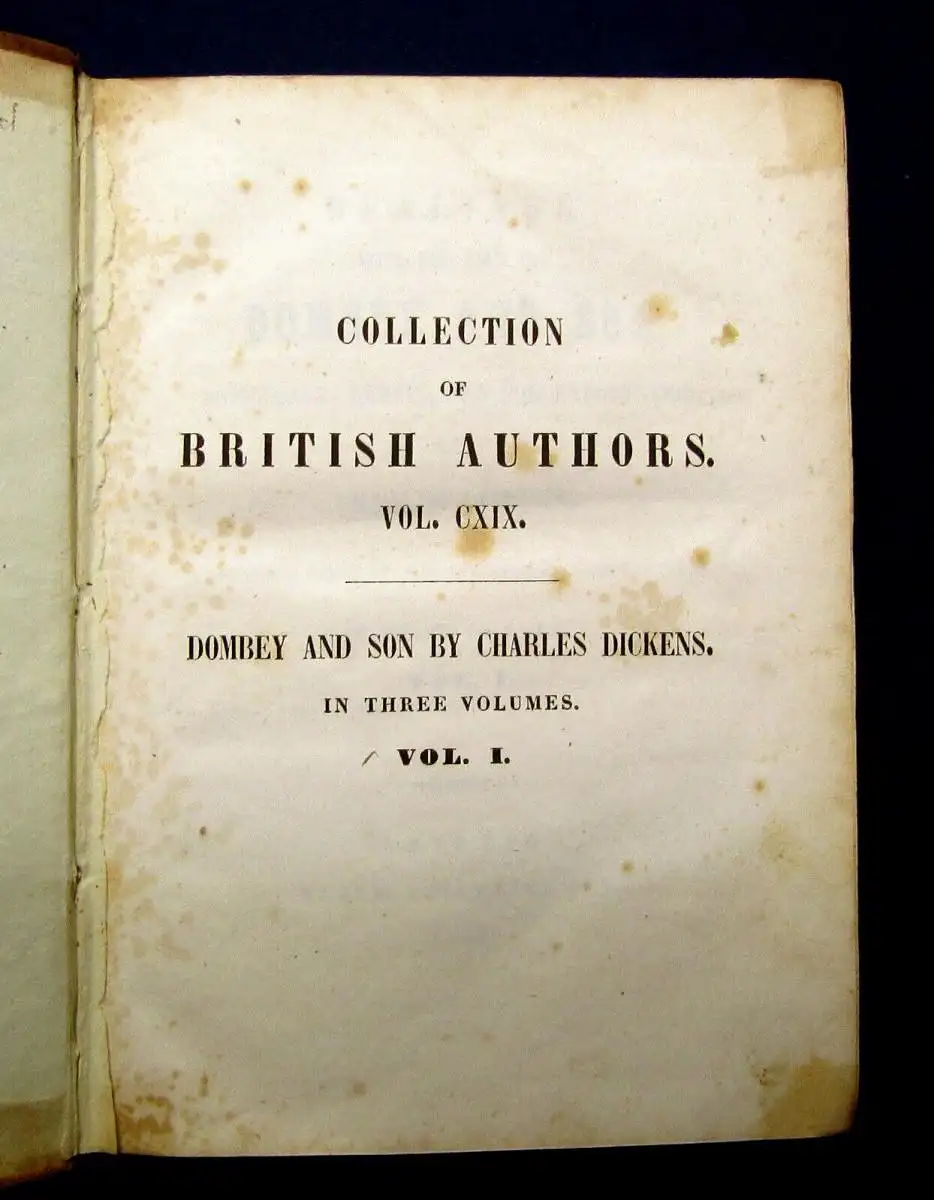 COLLECTION
OF
BRITISH AUTHORS.
VOL. CXIX.
DOMBEY AND SON BY CHARLES DICKENS.
IN THREE VOLUMES.
VOL. I.